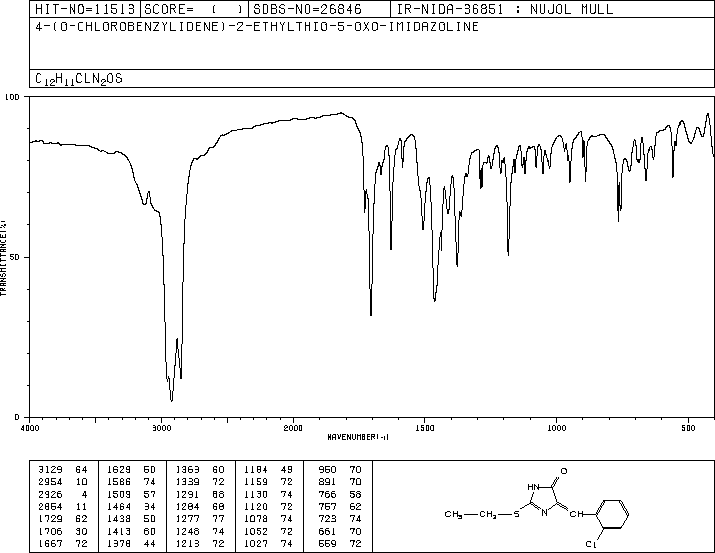 HIT-NO=11513 SCORE= ( ) SDBS-NO=26846 IR-NIDA-36851 : NUJOL MULL
4-(O-CHLOROBENZYLIDENE)-2-ETHYLTHIO-5-OXO-IMIDAZOLINE
C12H11CLN2OS
100
50
0
TRANSMITTANCE(%)
4000 3000 2000 1500 1000 500
WAVENUMBER(-1)
3129 64 1629 50 1363 60 1184 49 950 70
2954 10 1586 74 1339 72 1159 72 891 70
2926 4 1509 57 1291 68 1130 74 766 58
2854 11 1464 34 1284 68 1120 72 757 62
1729 62 1438 50 1277 77 1078 74 723 74
1706 30 1413 60 1248 74 1052 72 661 70
1667 72 1378 44 1213 72 1027 74 559 72
O
HN
CH3 CH2 S N CH
Cl